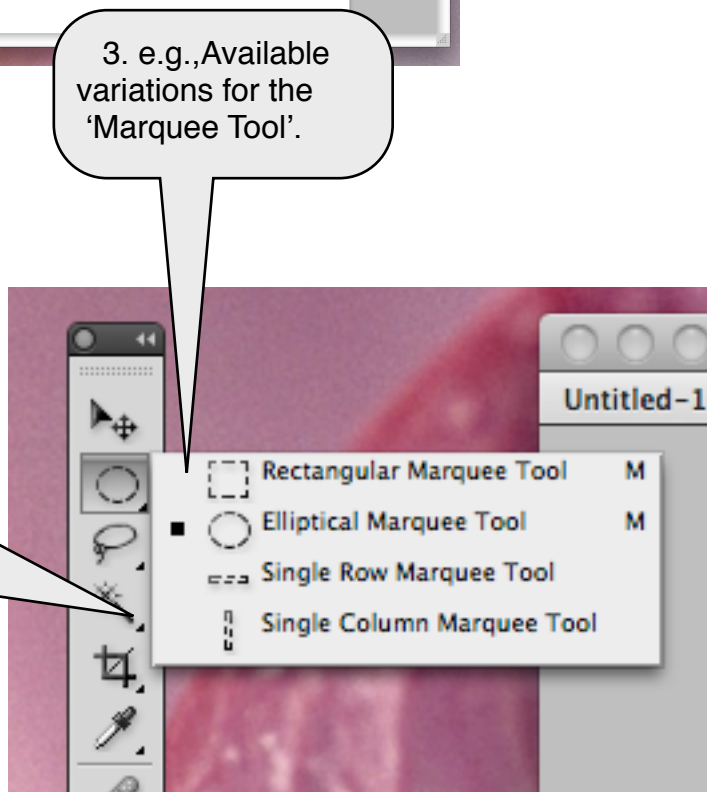 3. e.g.,Available
variations for the
‘Marquee Tool’.
Untitled-1
Rectangular Marquee Tool M
Elliptical Marquee Tool M
Single Row Marquee Tool
Single Column Marquee Tool